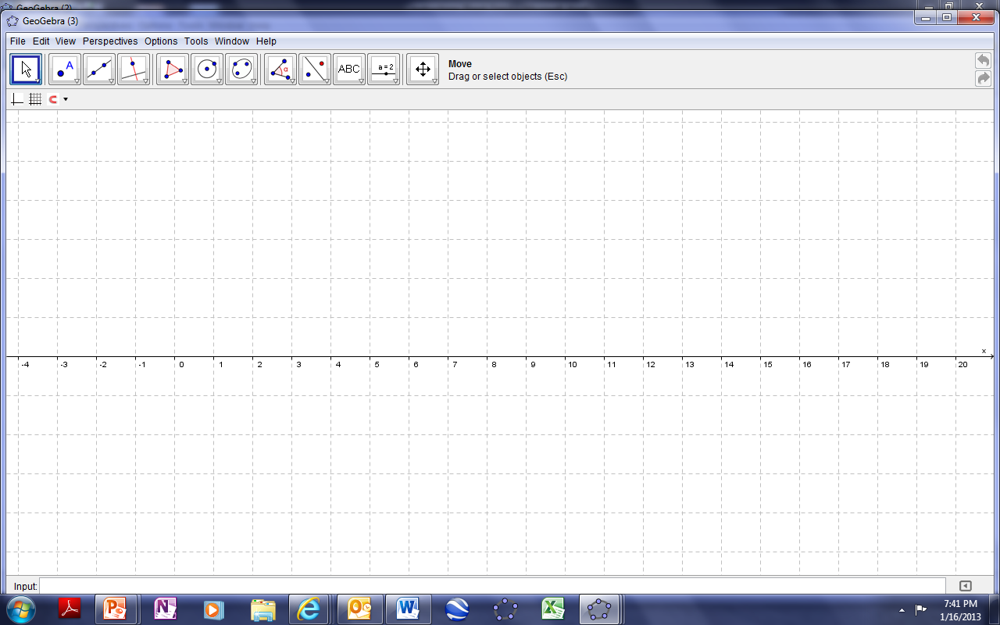 GeoGebra (2)
GeoGebra (3)
File Edit View Perspectives Options Tools Window Help
A
α
ABC
a = 2
Move
Drag or select objects (Esc)
x
-4 -3 -2 -1 0 1 2 3 4 5 6 7 8 9 10 11 12 13 14 15 16 17 18 19 20
Input:
7:41 PM
1/16/2013